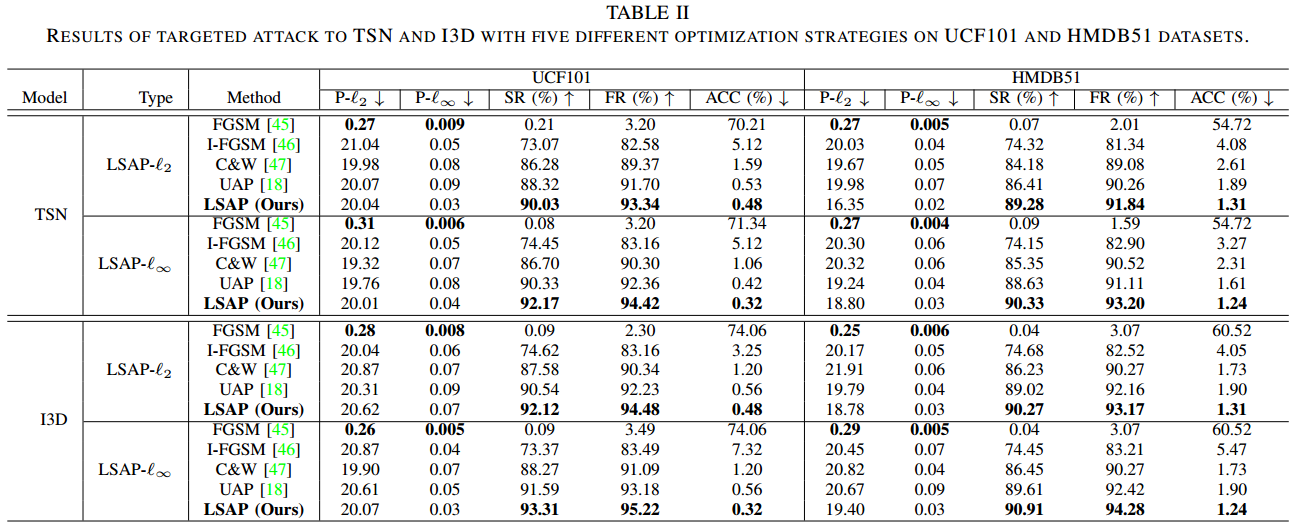 TABLE II
RESULTS OF TARGETED ATTACK TO TSN AND I3D WITH FIVE DIFFERENT OPTIMIZATION STRATEGIES ON UCF101 AND HMDB51 DATASETS.
Model Type Method UCF101 HMDB51
P-ℓ2 ↓ P-ℓ∞ ↓ SR (%) ↑ FR (%) ↑ ACC (%) ↓ P-ℓ2 ↓ P-ℓ∞ ↓ SR (%) ↑ FR (%) ↑ ACC (%) ↓
TSN
LSAP-ℓ2
FGSM [45] 0.27 0.009 0.21 3.20 70.21 0.27 0.005 0.07 2.01 54.72
I-FGSM [46] 21.04 0.05 73.07 82.58 5.12 20.03 0.04 74.32 81.34 4.08
C&W [47] 19.98 0.08 86.28 89.37 1.59 19.67 0.05 84.18 89.08 2.61
UAP [18] 20.07 0.09 88.32 91.70 0.53 19.98 0.07 86.41 90.26 1.89
LSAP (Ours) 20.04 0.03 90.03 93.34 0.48 16.35 0.02 89.28 91.84 1.31
LSAP-ℓ∞
FGSM [45] 0.31 0.006 0.08 3.20 71.34 0.27 0.004 0.09 1.59 54.72
I-FGSM [46] 20.12 0.05 74.45 83.16 5.12 20.30 0.06 74.15 82.90 3.27
C&W [47] 19.32 0.07 86.70 90.30 1.06 20.32 0.06 85.35 90.52 2.31
UAP [18] 19.76 0.08 90.33 92.36 0.42 19.24 0.04 88.63 91.11 1.61
LSAP (Ours) 20.01 0.04 92.17 94.42 0.32 18.80 0.03 90.33 93.20 1.24
I3D
LSAP-ℓ2
FGSM [45] 0.28 0.008 0.09 2.30 74.06 0.25 0.006 0.04 3.07 60.52
I-FGSM [46] 20.04 0.06 74.62 83.16 3.25 20.17 0.05 74.68 82.52 4.05
C&W [47] 20.87 0.07 87.58 90.34 1.20 21.91 0.06 86.23 90.27 1.73
UAP [18] 20.31 0.09 90.54 92.23 0.56 19.79 0.04 89.02 92.16 1.90
LSAP (Ours) 20.62 0.07 92.12 94.48 0.48 18.78 0.03 90.27 93.17 1.31
LSAP-ℓ∞
FGSM [45] 0.26 0.005 0.09 3.49 74.06 0.29 0.005 0.04 3.07 60.52
I-FGSM [46] 20.87 0.04 73.37 83.49 7.32 20.45 0.07 74.45 83.21 5.47
C&W [47] 19.90 0.07 88.27 91.09 1.20 20.82 0.04 86.45 90.27 1.73
UAP [18] 20.61 0.05 91.59 93.18 0.56 20.67 0.09 89.61 92.42 1.90
LSAP (Ours) 20.07 0.03 93.31 95.22 0.32 19.40 0.03 90.91 94.28 1.24